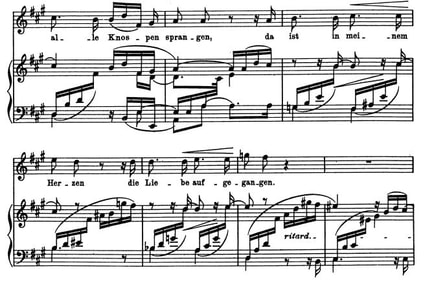 al - le Knos - pen spran - gen, da ist in mei - nem
Her - zen die Lie - be auf - ge - gan - gen.
ritard.